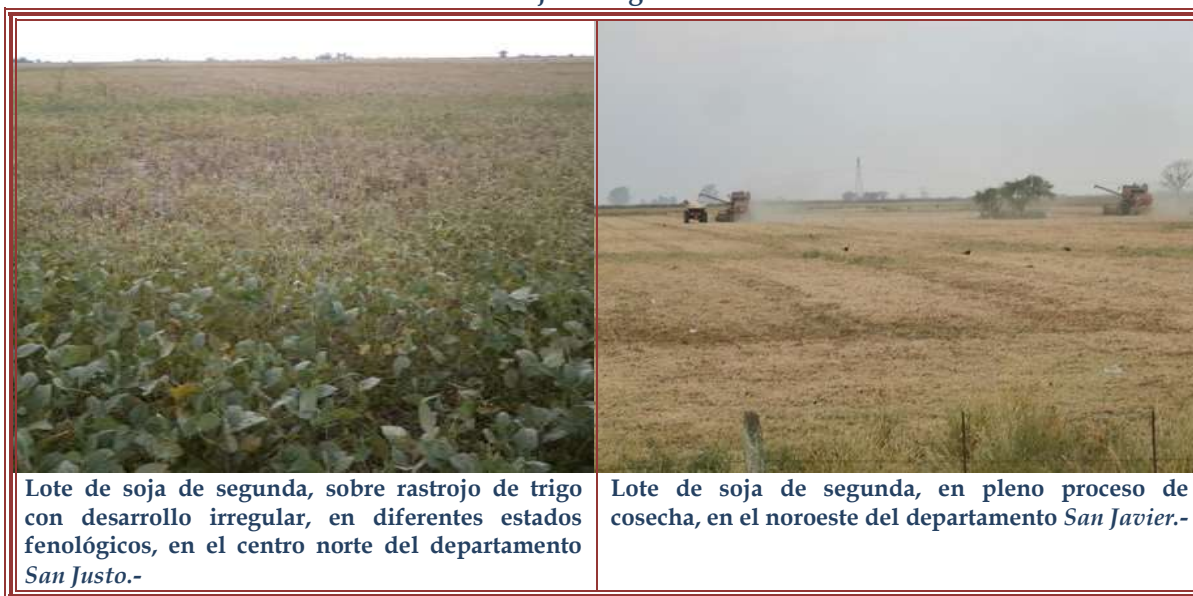 Lote de soja de segunda, sobre rastrojo de trigo
con desarrollo irregular, en diferentes estados
fenológicos, en el centro norte del departamento
San Justo.-
Lote de soja de segunda, en pleno proceso de
cosecha, en el noroeste del departamento San Javier.-